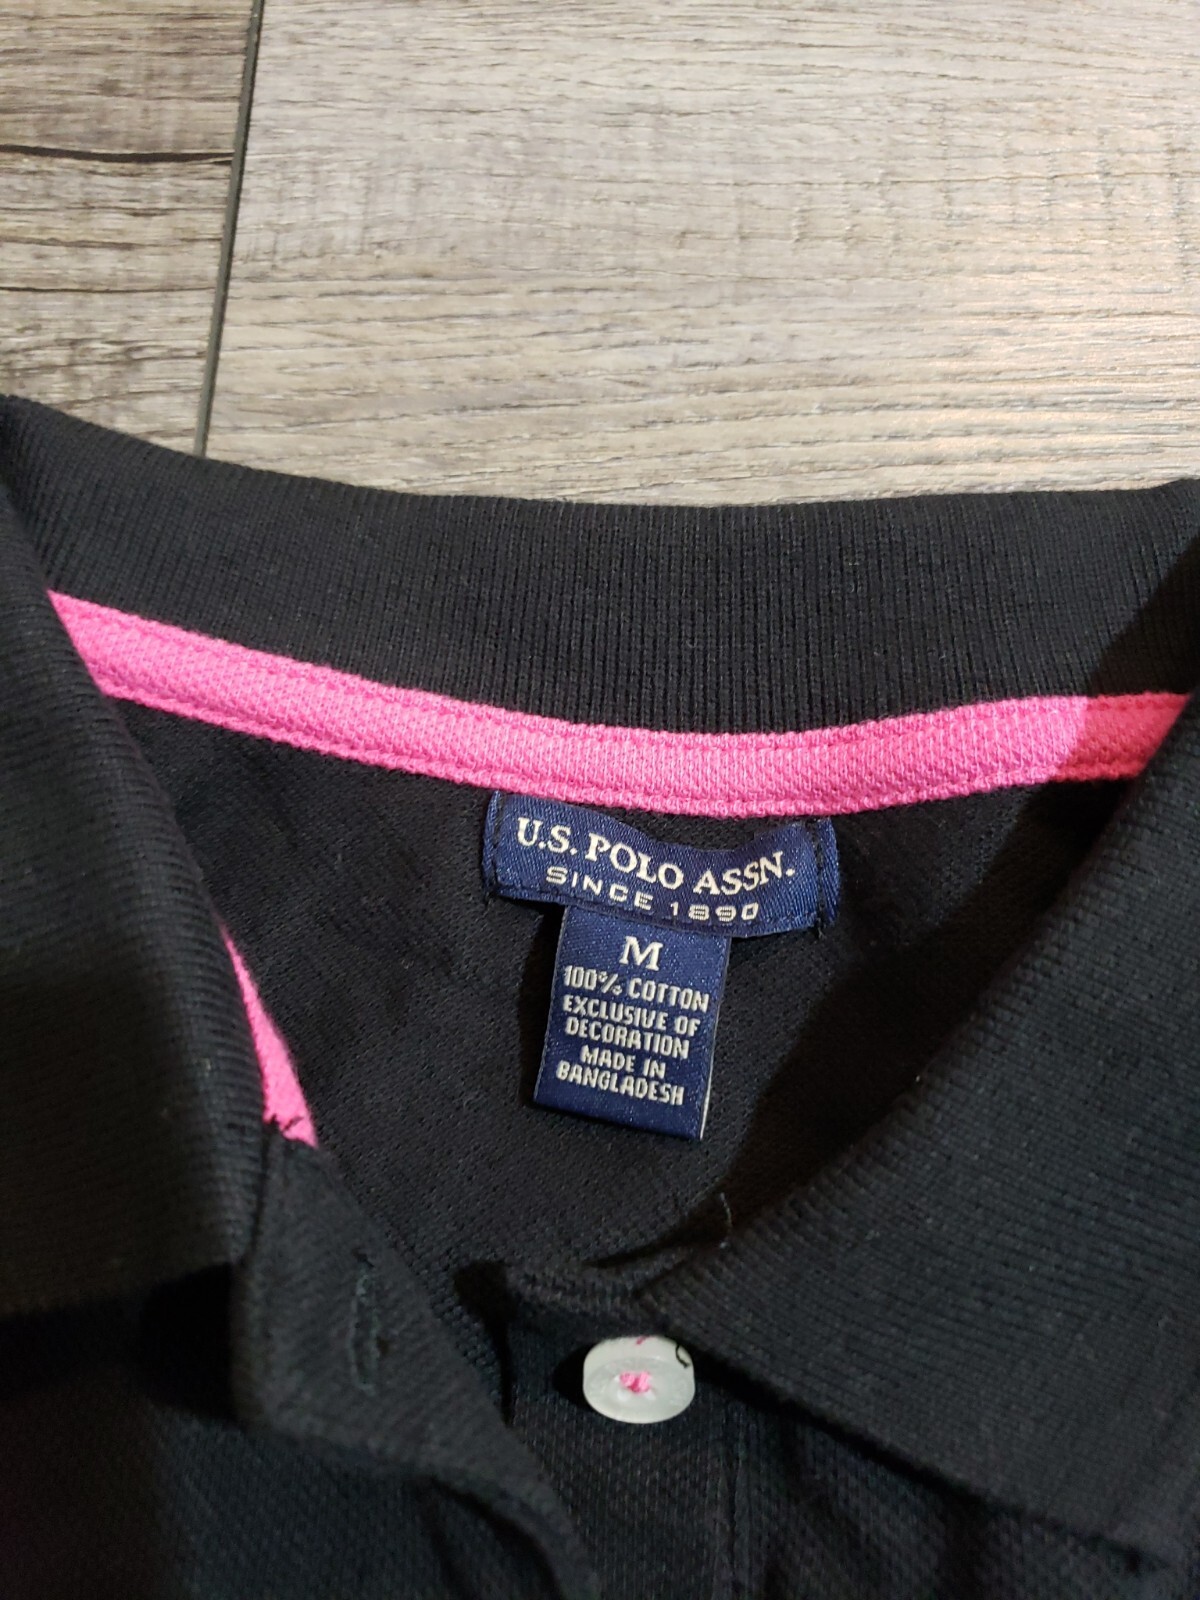 U.S. POLO ASSN.
SINCE 1890
M
100% COTTON
EXCLUSIVE OF
DECORATION
MADE IN
BANGLADESH